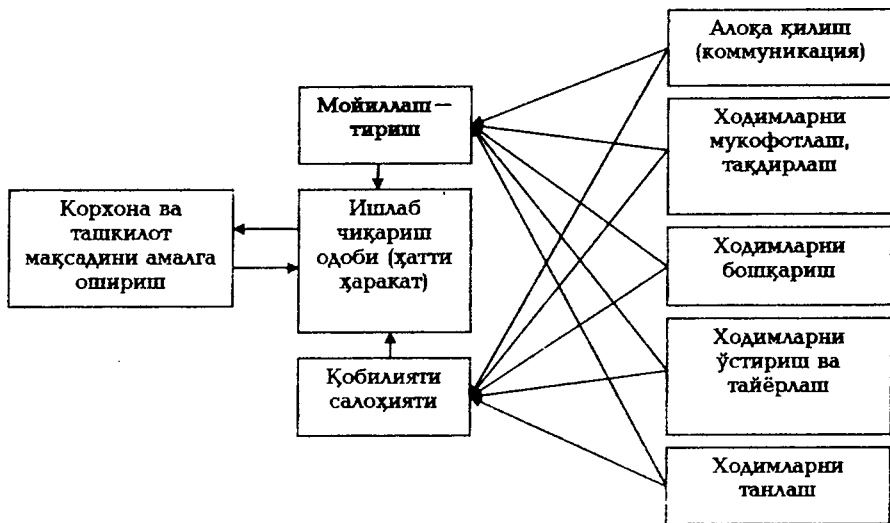 Мойиллаш—
тириш
Корхона ва
ташкилот
мақсадини амалга
ошириш
Ишлаб
чиқариш
одоби (ҳатти
ҳаракат)
Қобилияти
салоҳияти
Алоқа қилиш
(коммуникация)
Ходимларни
мукофотлаш,
тақдирлаш
Ходимларни
бошқариш
Ходимларни
ўстириш ва
тайёрлаш
Ходимларни
танлаш